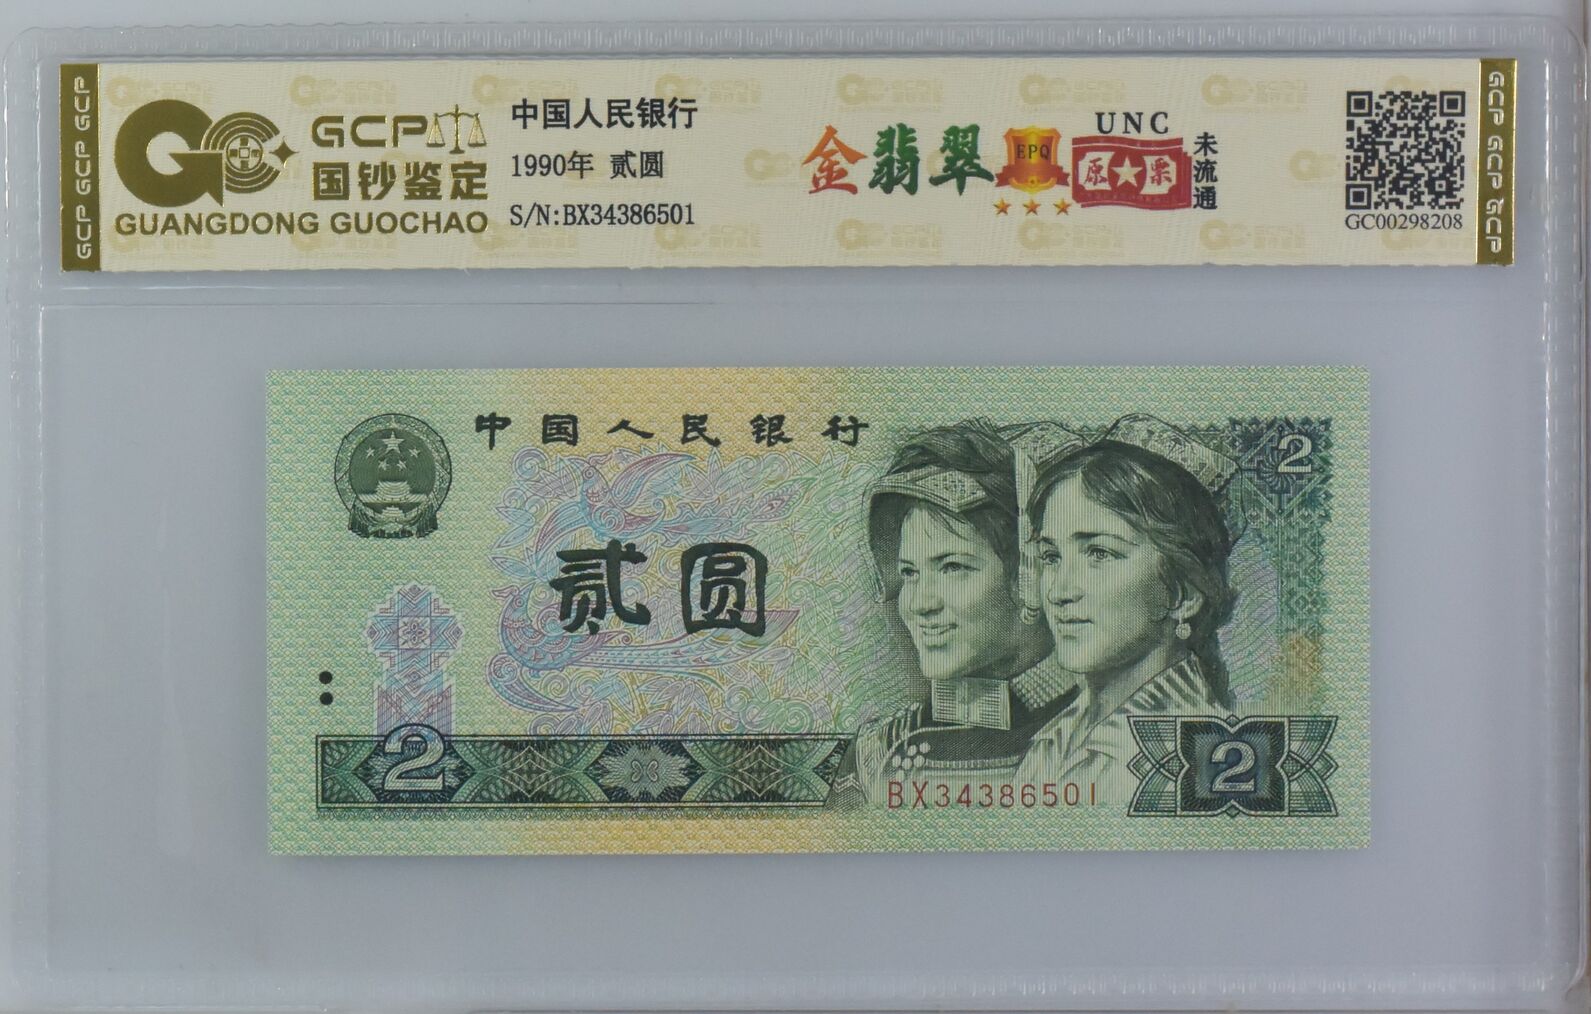 GCP GCP GCP
GCP
国钞鉴定
GUANGDONG GUOCHAO
中国人民银行
1990年 贰圆
S/N:BX34386501
金翡翠
EPQ
UNC
原票
未流通
GC00298208
GCP GCP GCP
中国人民银行
2
贰圆
2
BX34386501
2